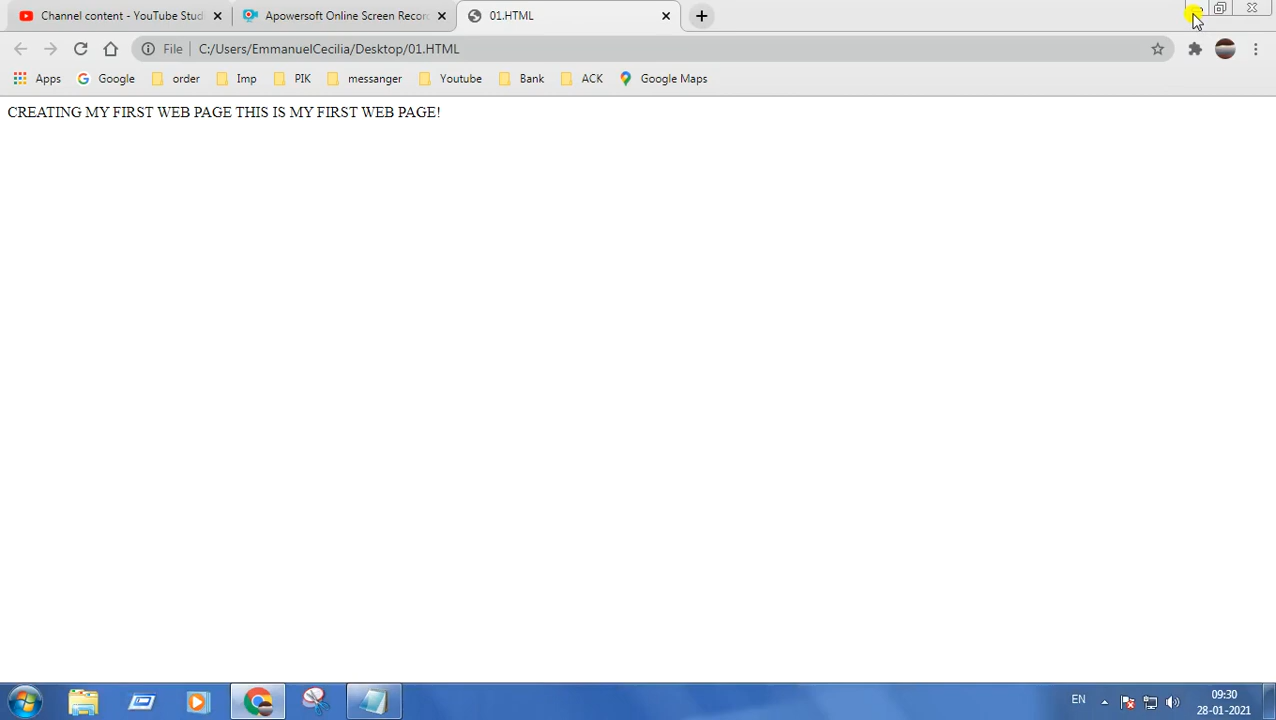 Channel content - YouTube Stud
Apowersoft Online Screen Record
01.HTML
File
C:/Users/EmmanuelCecilia/Desktop/01.HTML
Apps
Google
order
Imp
PIK
messanger
Youtube
Bank
ACK
Google Maps
CREATING MY FIRST WEB PAGE THIS IS MY FIRST WEB PAGE!
EN
09:30
28-01-2021